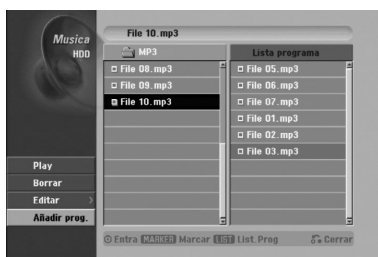 Musica
HDD
File 10.mp3
MP3
File 08.mp3
File 09.mp3
File 10.mp3
Lista programa
File 05.mp3
File 06.mp3
File 07.mp3
File 01.mp3
File 02.mp3
File 03.mp3
Play
Borrar
Editar >
Añadir prog.
Entra MARKER Marcar LIST List.Prog Cerrar